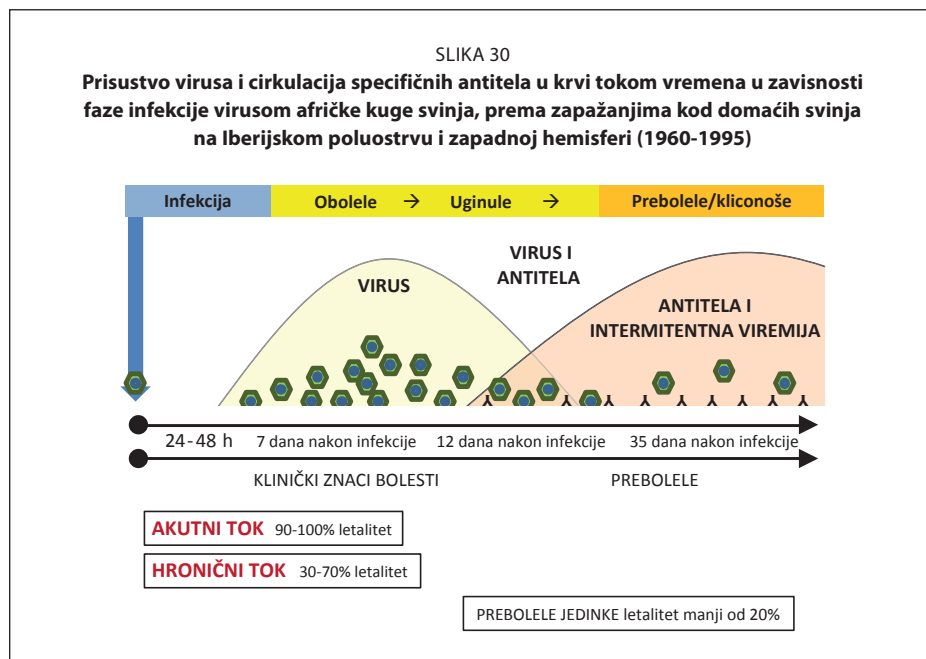 SLIKA 30
Prisustvo virusa i cirkulacija specifičnih antitela u krvi tokom vremena u zavisnosti
faze infekcije virusom afričke kuge svinja, prema zapažanjima kod domaćih svinja
na Iberijskom poluostrvu i zapadnoj hemisferi (1960-1995)
Infekcija Obolele → Uginule → Prebolele/kliconoše
VIRUS I
ANTITELA
VIRUS
ANTITELA I
INTERMITENTNA VIREMIJA
24-48 h 7 dana nakon infekcije 12 dana nakon infekcije 35 dana nakon infekcije
KLINIČKI ZNACI BOLESTI PREBOLELE
AKUTNI TOK 90-100% letalitet
HRONIČNI TOK 30-70% letalitet
PREBOLELE JEDINKE letalitet manji od 20%